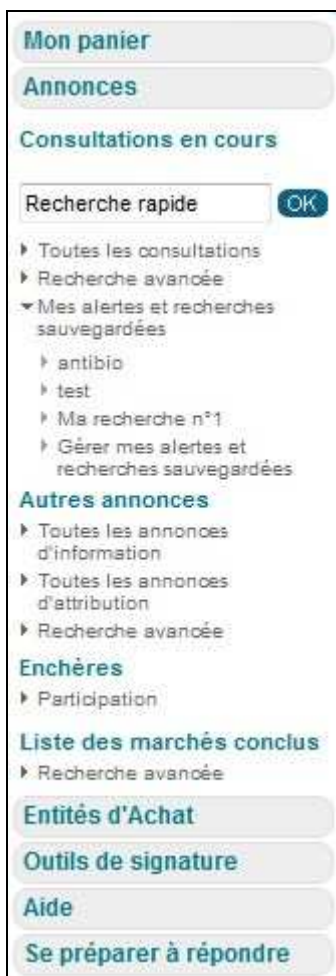 Mon panier
Annonces
Consultations en cours
Recherche rapide OK
Toutes les consultations
Recherche avancée
Mes alertes et recherches
sauvegardées
antibio
test
Ma recherche n°1
Gérer mes alertes et
recherches sauvegardées
Autres annonces
Toutes les annonces
d'information
Toutes les annonces
d'attribution
Recherche avancée
Enchères
Participation
Liste des marchés conclus
Recherche avancée
Entités d'Achat
Outils de signature
Aide
Se préparer à répondre